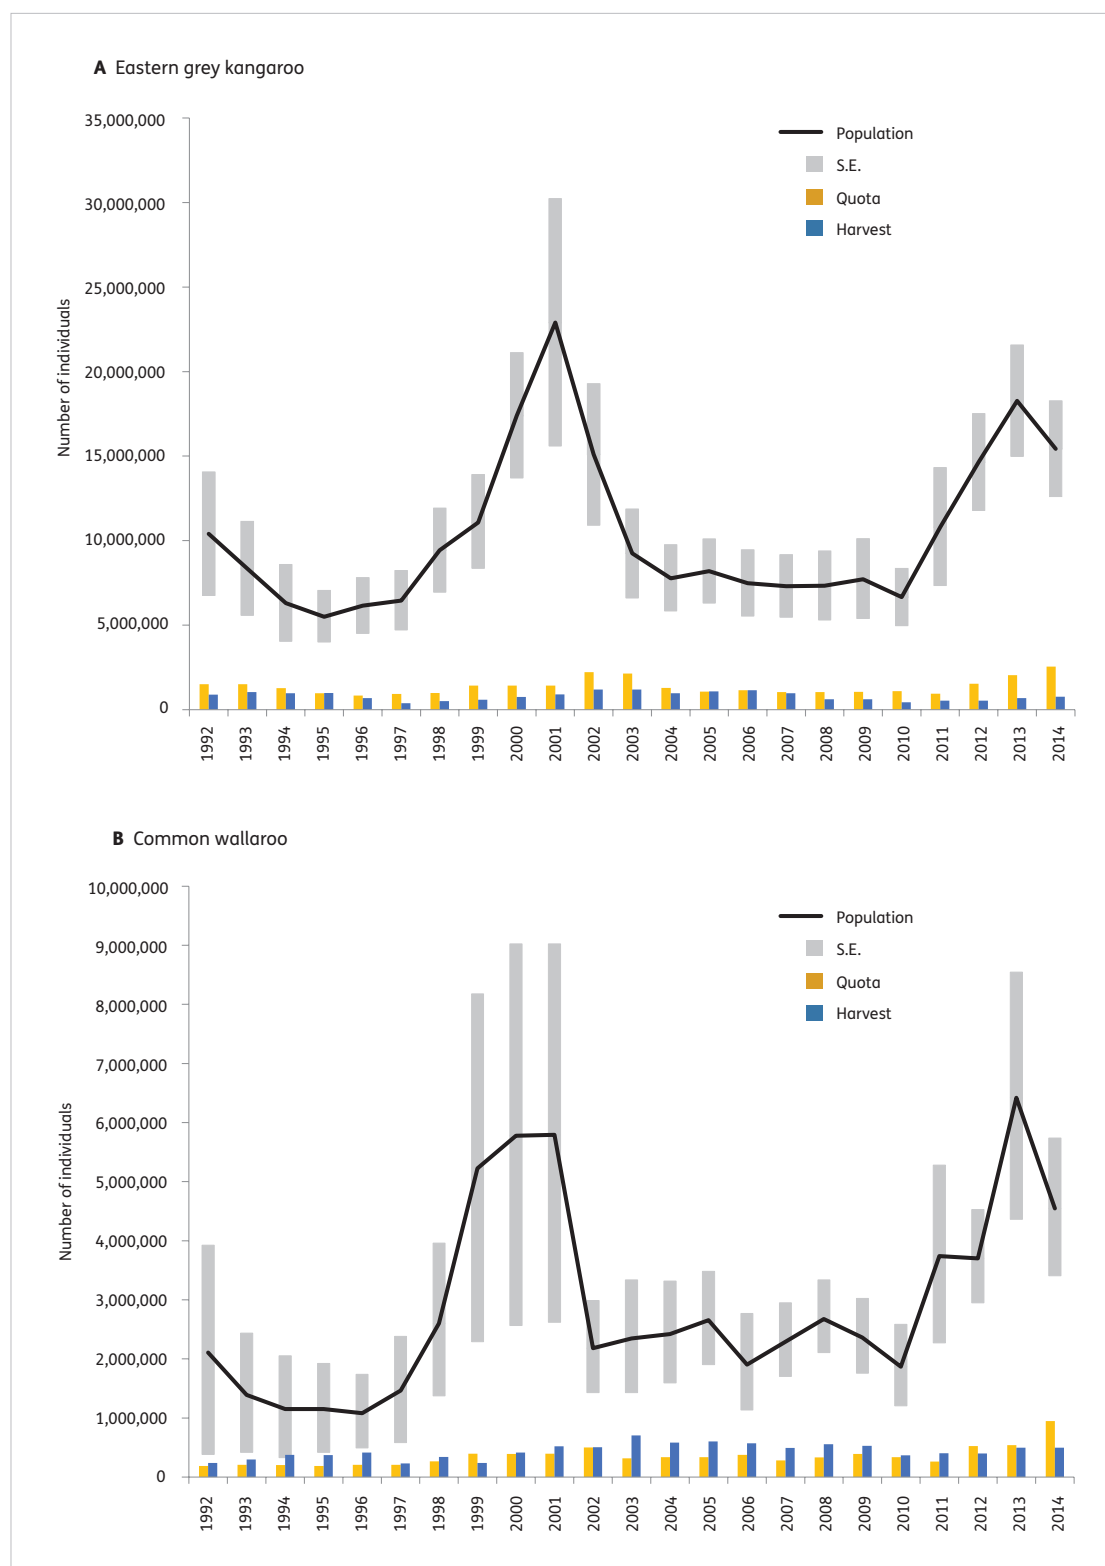 A Eastern grey kangaroo
35,000,000
30,000,000
25,000,000
20,000,000
15,000,000
10,000,000
5,000,000
0
Number of individuals
Population
S.E.
Quota
Harvest
1992 1993 1994 1995 1996 1997 1998 1999 2000 2001 2002 2003 2004 2005 2006 2007 2008 2009 2010 2011 2012 2013 2014
B Common wallaroo
10,000,000
9,000,000
8,000,000
7,000,000
6,000,000
5,000,000
4,000,000
3,000,000
2,000,000
1,000,000
0
Number of individuals
Population
S.E.
Quota
Harvest
1992 1993 1994 1995 1996 1997 1998 1999 2000 2001 2002 2003 2004 2005 2006 2007 2008 2009 2010 2011 2012 2013 2014